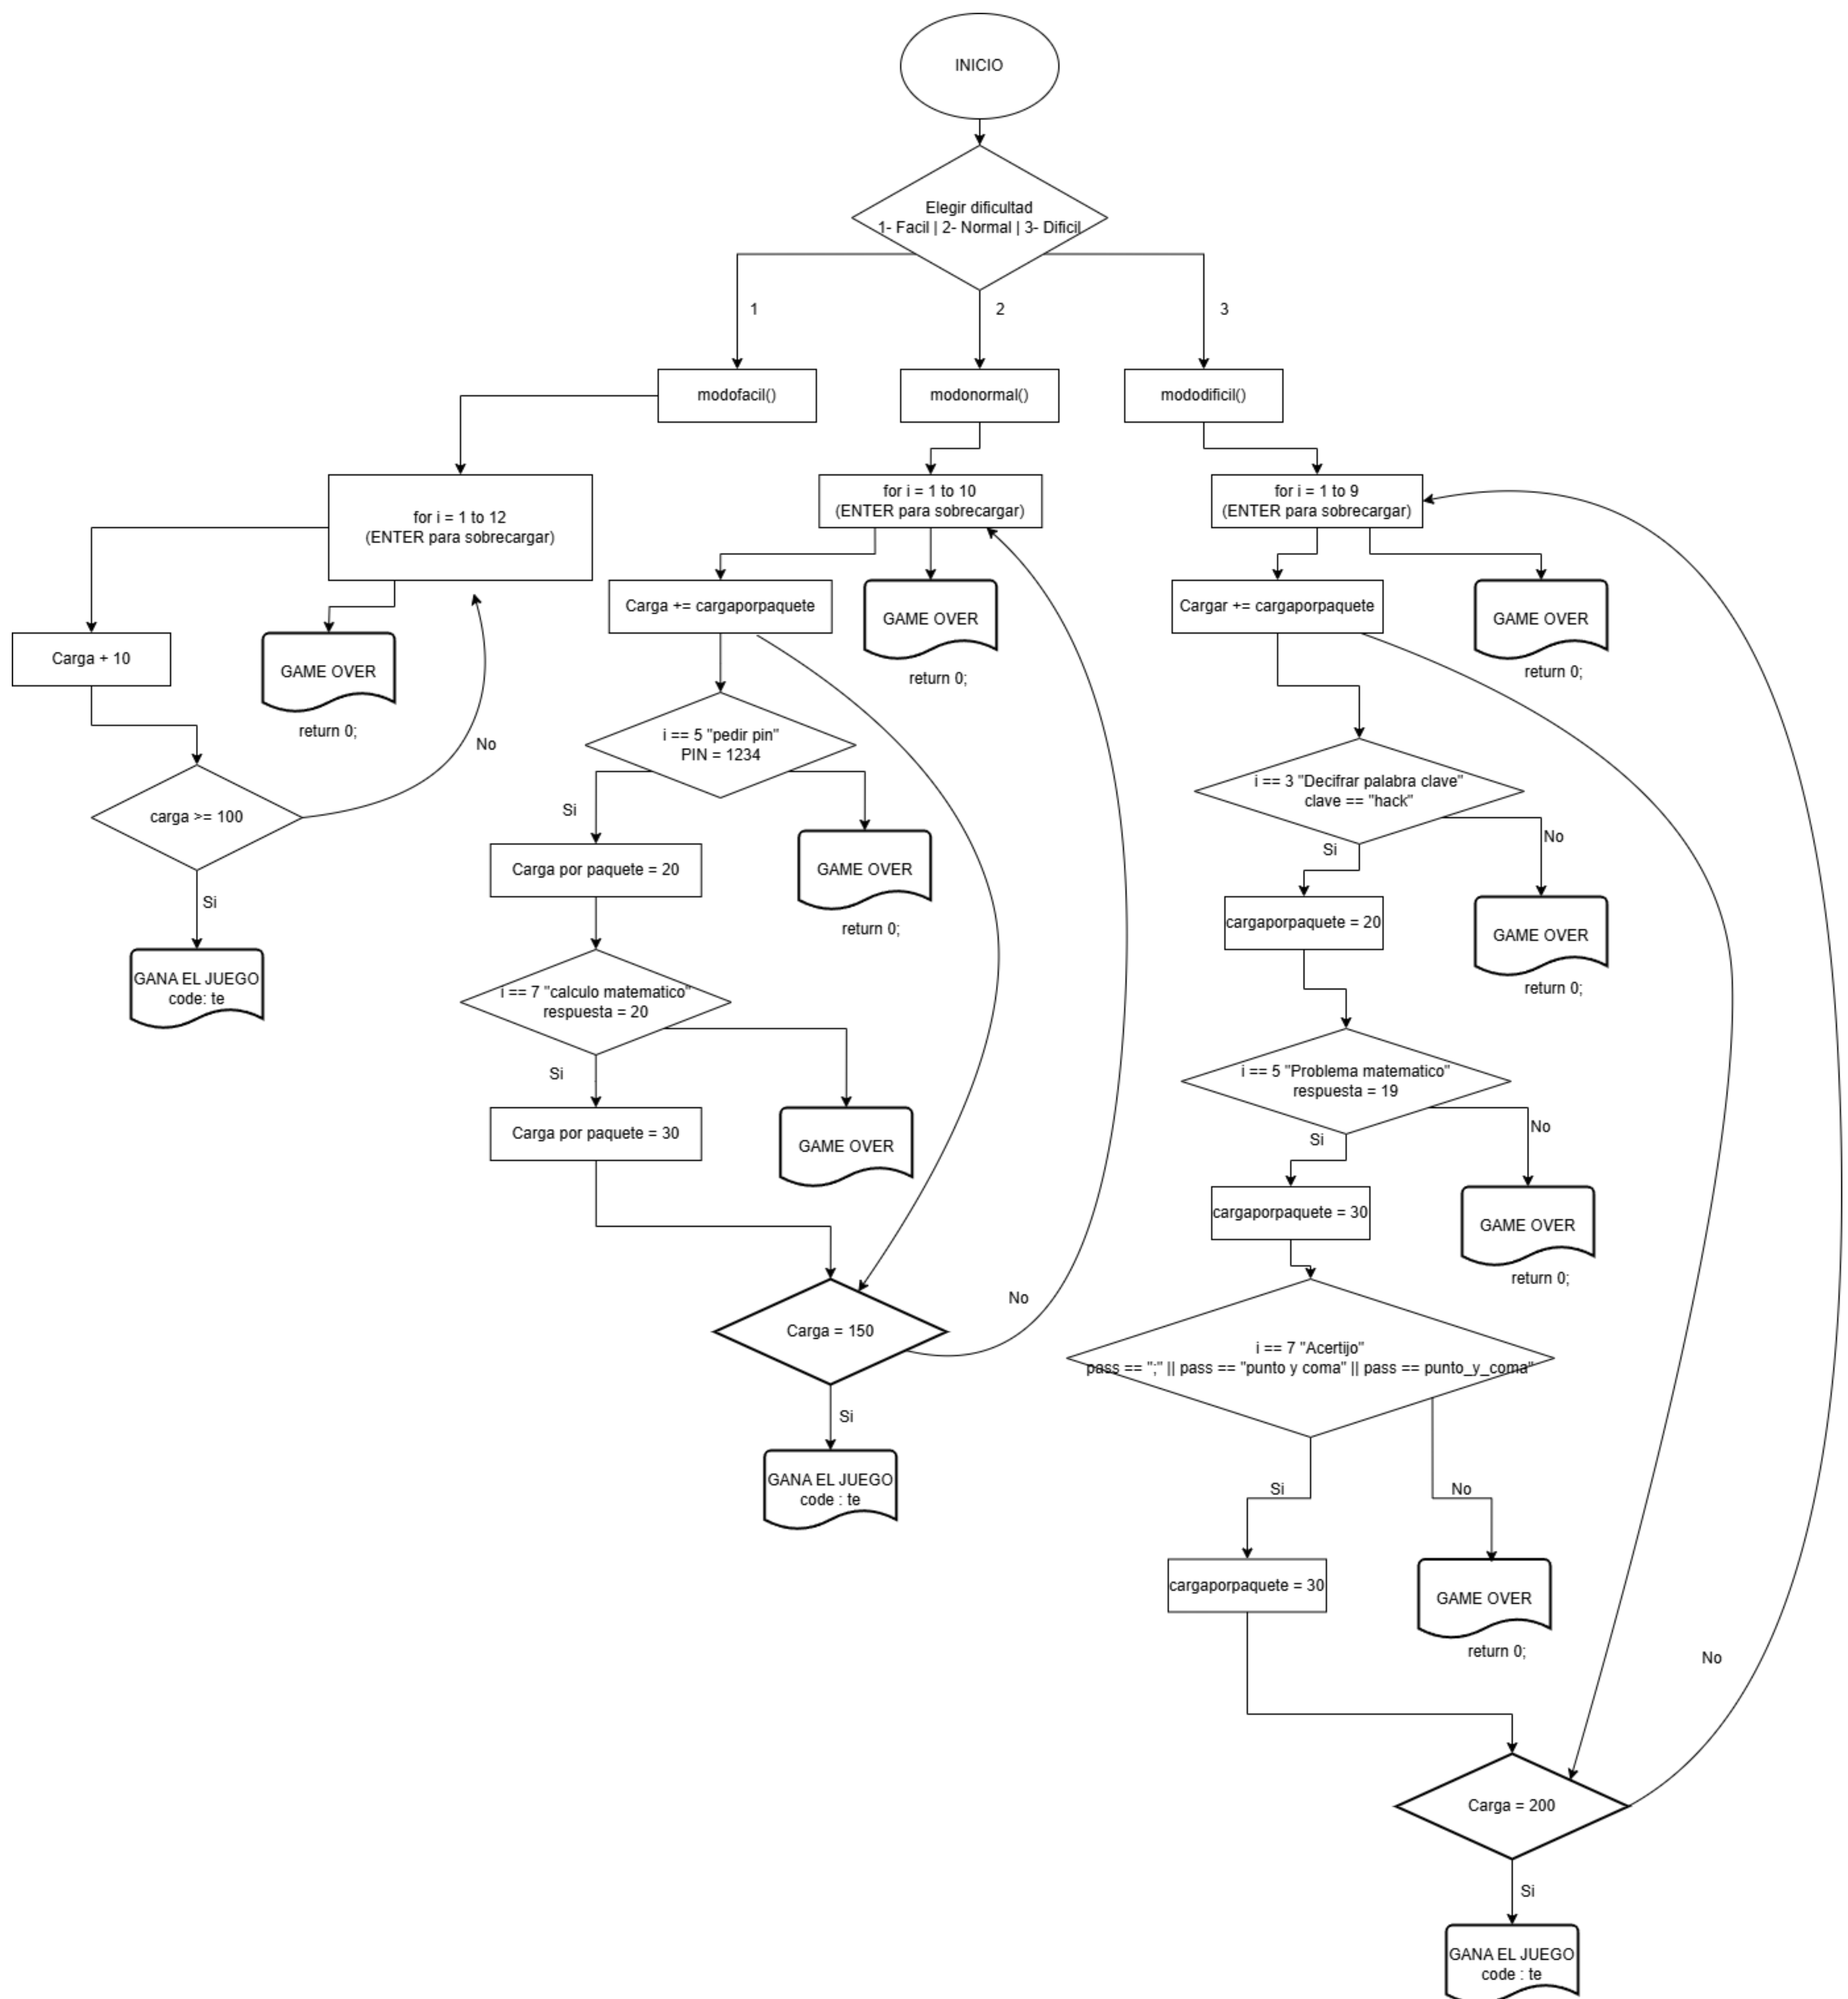 INICIO
Elegir dificultad
1- Facil | 2- Normal | 3- Dificil
1
2
3
modofacil()
modonormal()
mododificil()
for i = 1 to 12
(ENTER para sobrecargar)
for i = 1 to 10
(ENTER para sobrecargar)
for i = 1 to 9
(ENTER para sobrecargar)
Carga + 10
GAME OVER
return 0;
carga >= 100
No
Si
GANA EL JUEGO
code: te
Carga += cargaporpaquete
GAME OVER
return 0;
i == 5 "pedir pin"
PIN = 1234
Si
GAME OVER
return 0;
Carga por paquete = 20
i == 7 "calculo matematico"
respuesta = 20
Si
GAME OVER
Carga por paquete = 30
Carga = 150
No
Si
GANA EL JUEGO
code : te
Cargar += cargaporpaquete
GAME OVER
return 0;
i == 3 "Decifrar palabra clave"
clave == "hack"
Si
No
cargaporpaquete = 20
GAME OVER
return 0;
i == 5 "Problema matematico"
respuesta = 19
Si
No
cargaporpaquete = 30
GAME OVER
return 0;
i == 7 "Acertijo"
pass == ";" || pass == "punto y coma" || pass == punto_y_coma"
Si
No
cargaporpaquete = 30
GAME OVER
return 0;
No
Carga = 200
Si
GANA EL JUEGO
code : te